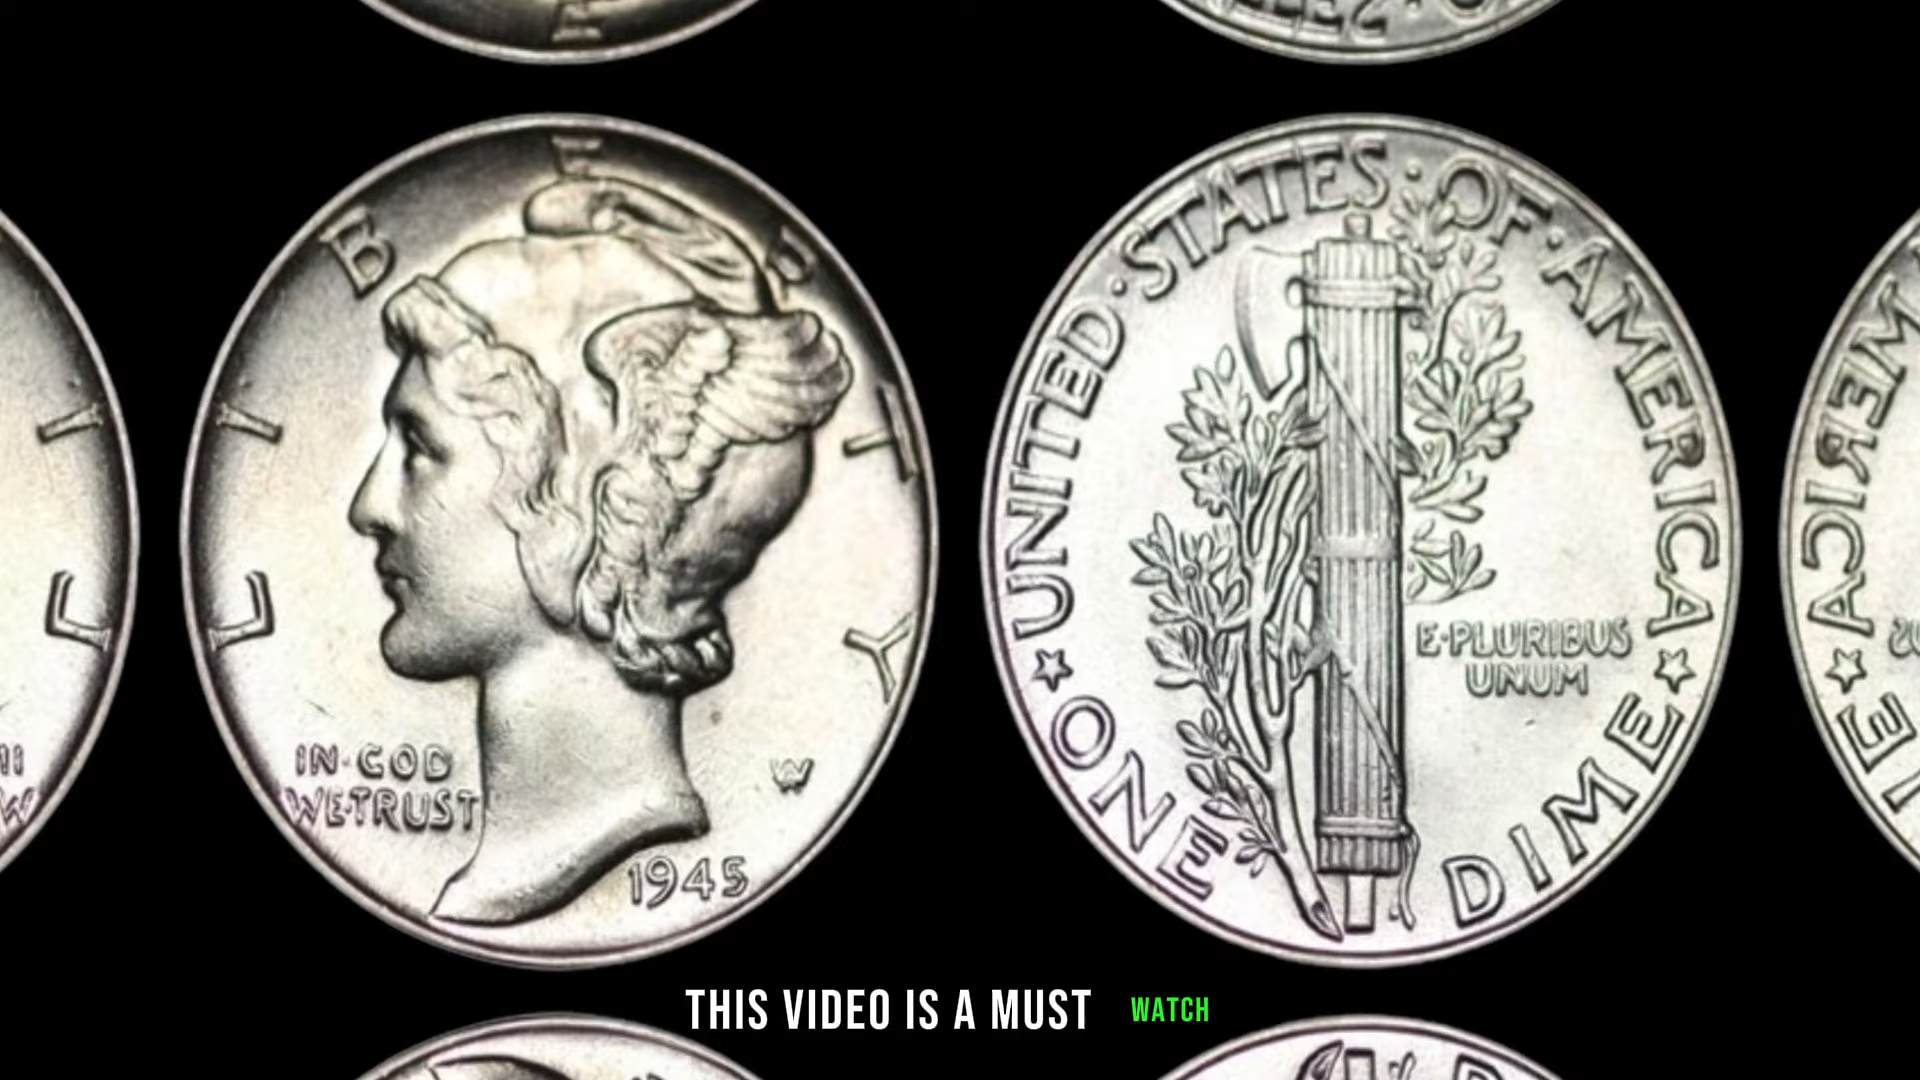 LIBERTY
IN·GOD
WE·TRUST
W
1945
UNITED·STATES·OF·AMERICA
E·PLURIBUS
UNUM
ONE DIME
THIS VIDEO IS A MUST WATCH